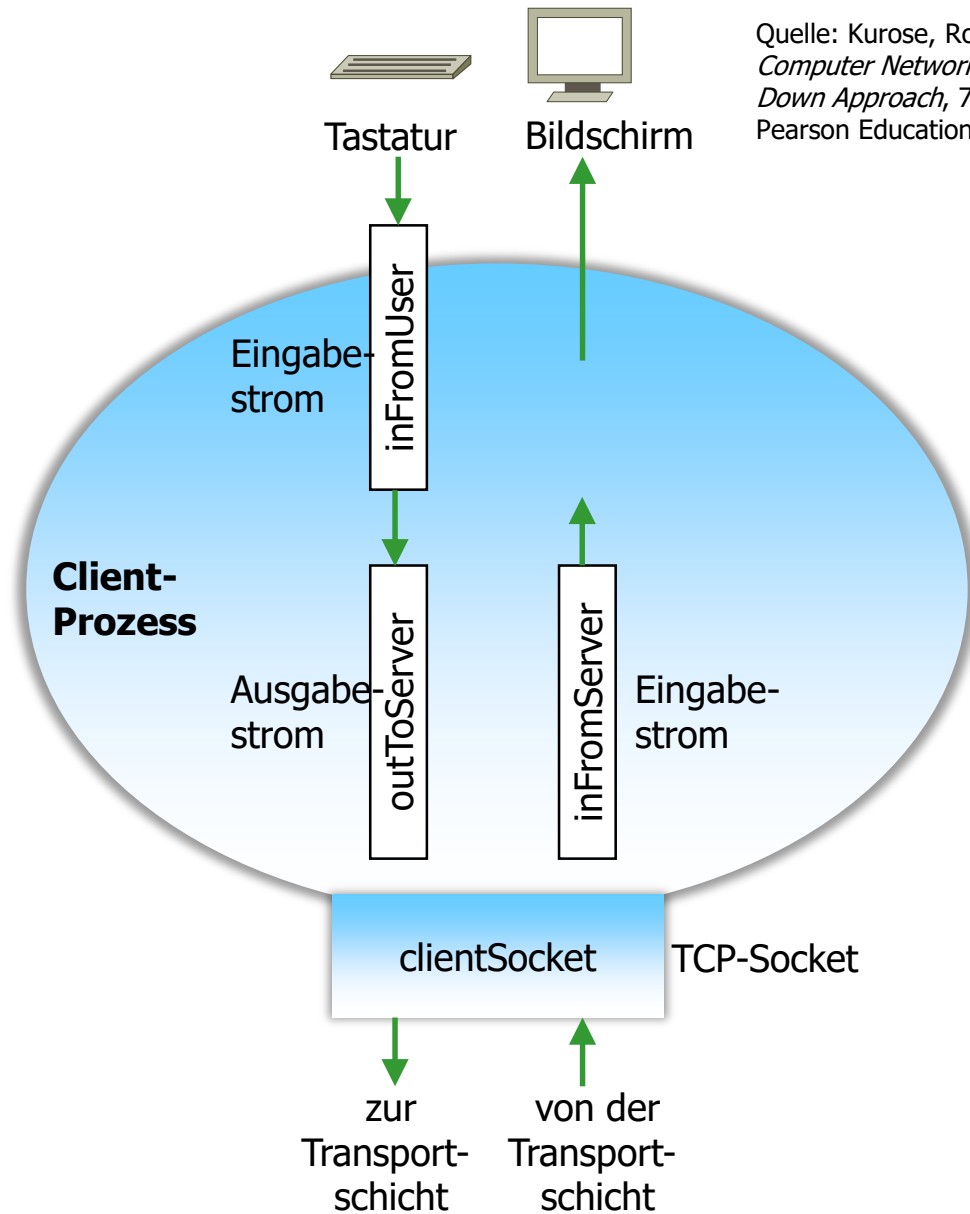 Quelle: Kurose, Ro
Computer Network
Down Approach, 7
Pearson Education
Tastatur
Bildschirm
inFromUser
Eingabe-
strom
Client-
Prozess
Ausgabe-
strom
outToServer
inFromServer
Eingabe-
strom
clientSocket
TCP-Socket
zur
Transport-
schicht
von der
Transport-
schicht